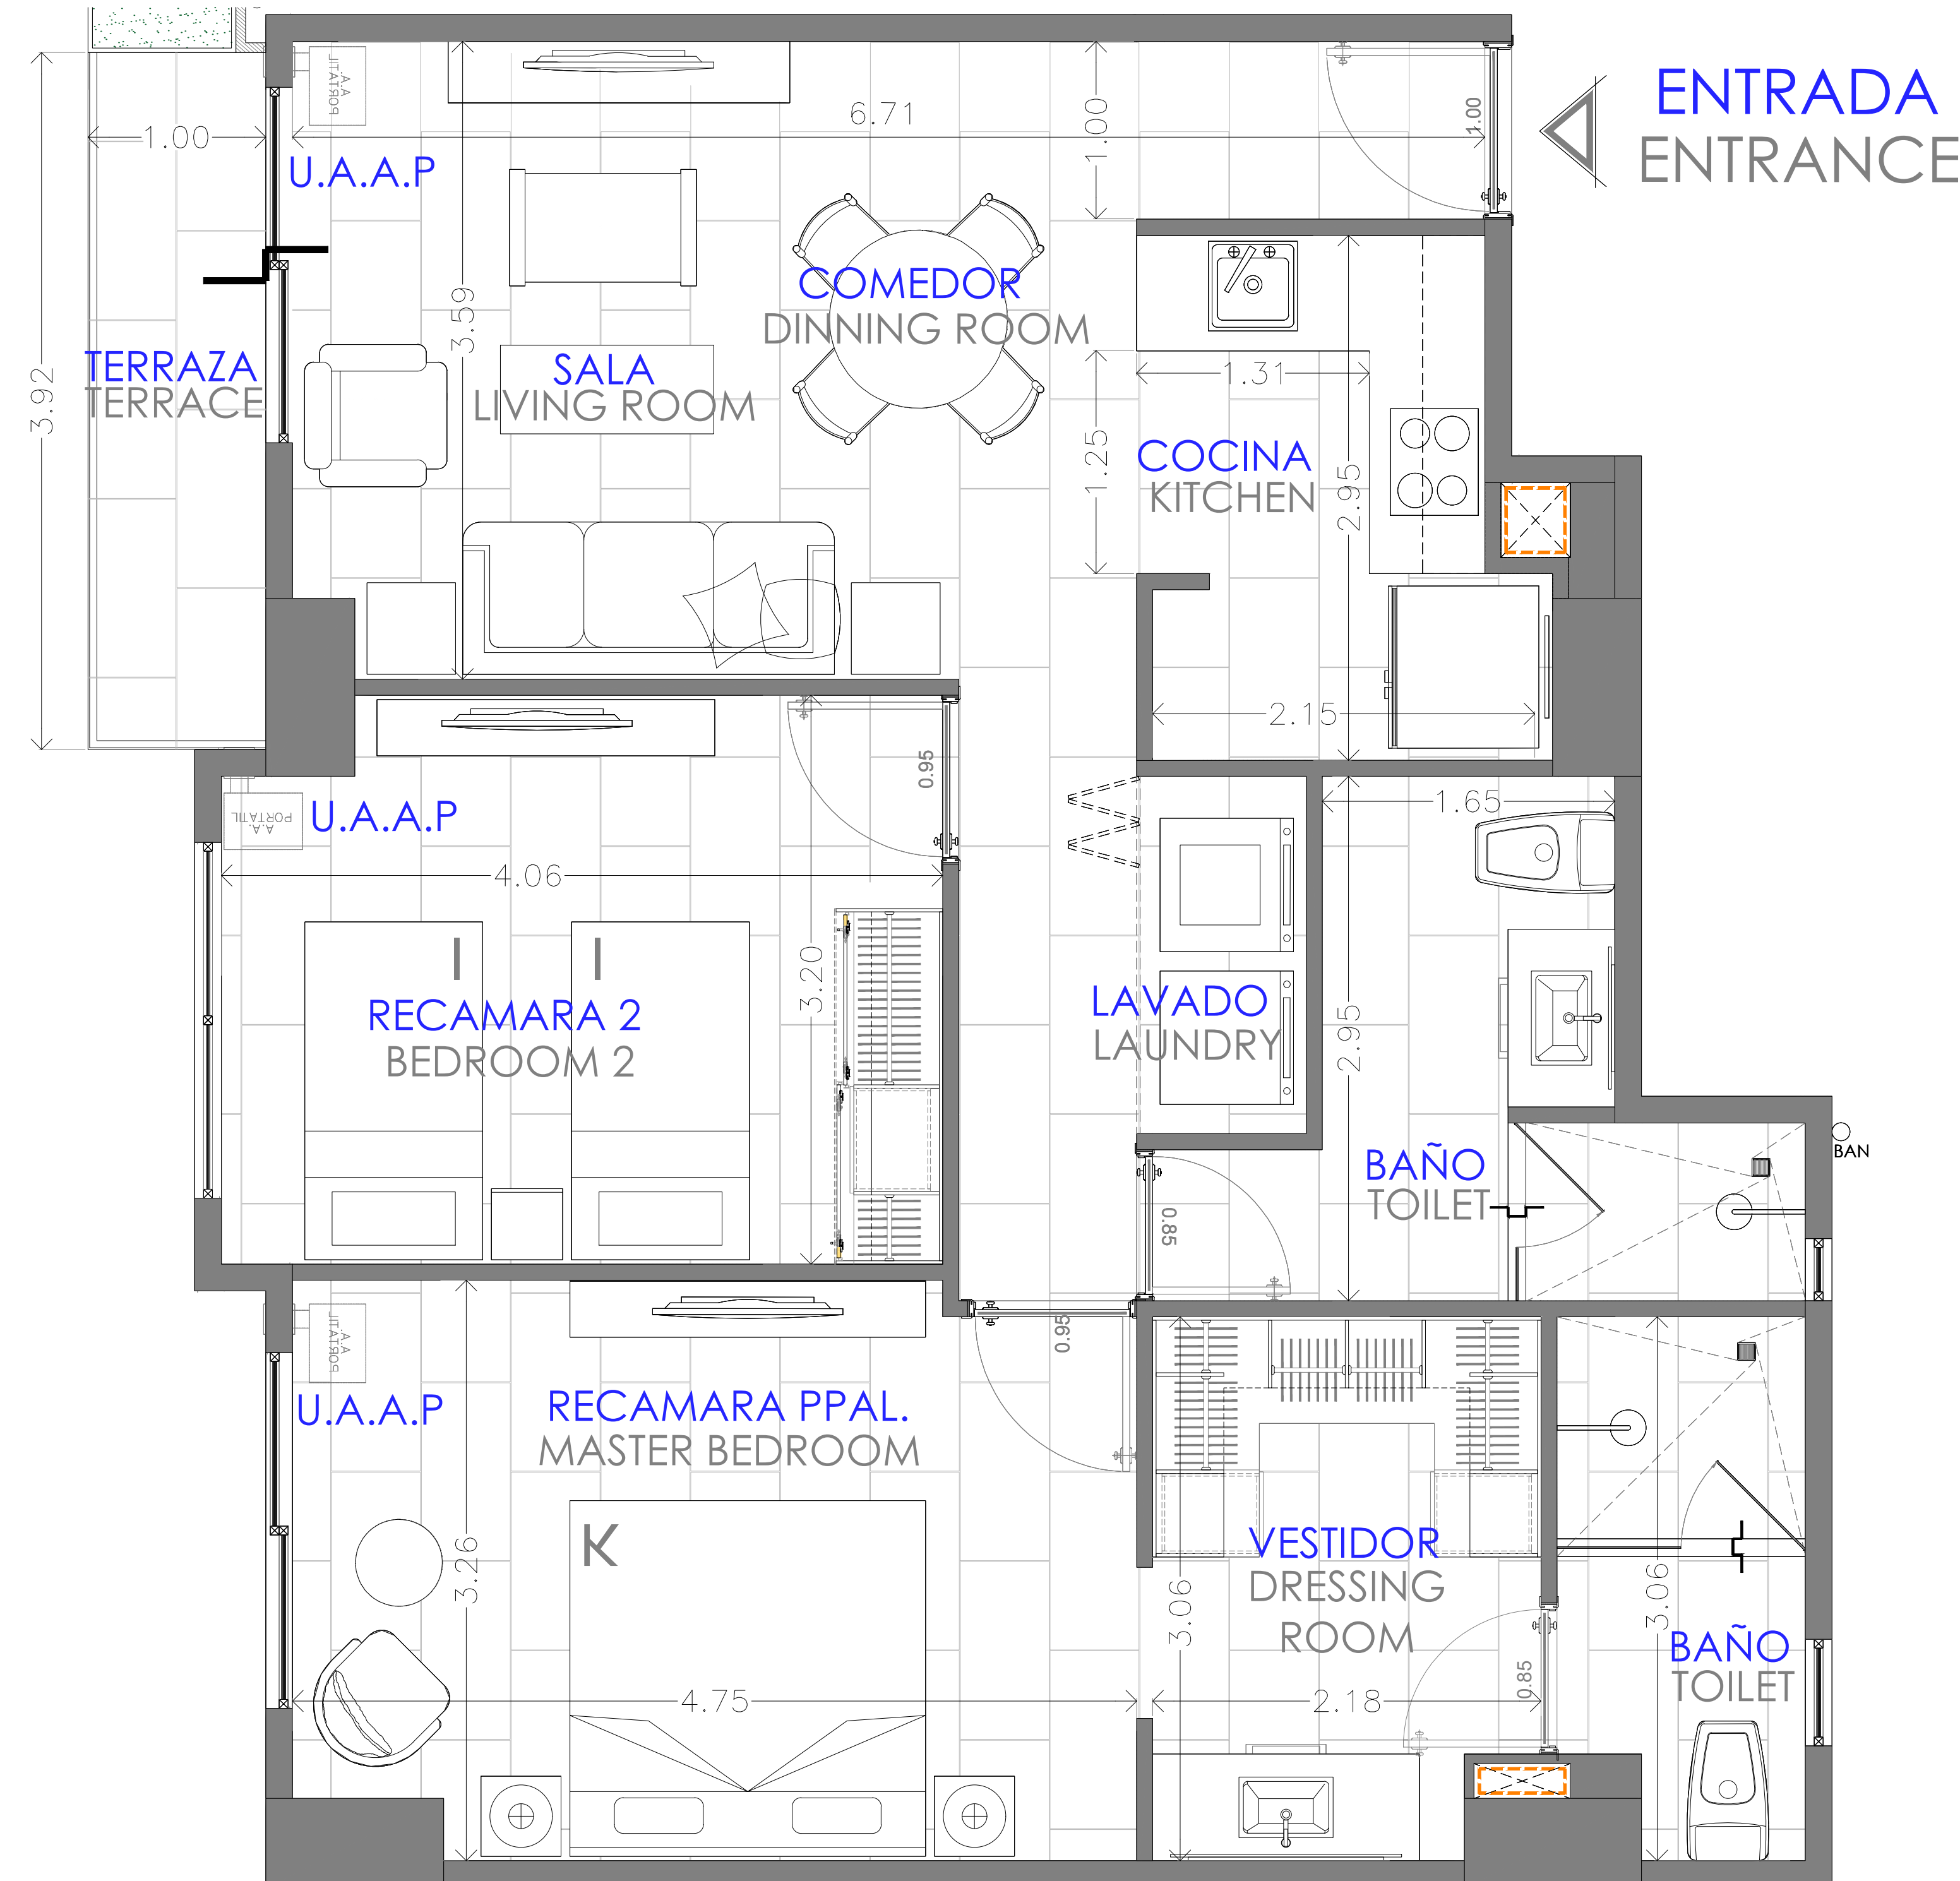 ENTRADA
ENTRANCE
A.A.
PORTATIL
1.00
6.71
1.00
1.00
U.A.A.P
3.92
3.59
COMEDOR
DINNING ROOM
TERRAZA
TERRACE
SALA
LIVING ROOM
1.31
1.25
COCINA
KITCHEN
2.95
2.15
0.95
A.A.
PORTATIL
U.A.A.P
1.65
4.06
3.20
I
I
RECAMARA 2
BEDROOM 2
LAVADO
LAUNDRY
2.95
BAÑO
TOILET
BAN
0.85
A.A.
PORTATIL
0.95
U.A.A.P
RECAMARA PPAL.
MASTER BEDROOM
K
3.26
VESTIDOR
DRESSING
ROOM
3.06
3.06
BAÑO
TOILET
0.85
4.75
2.18